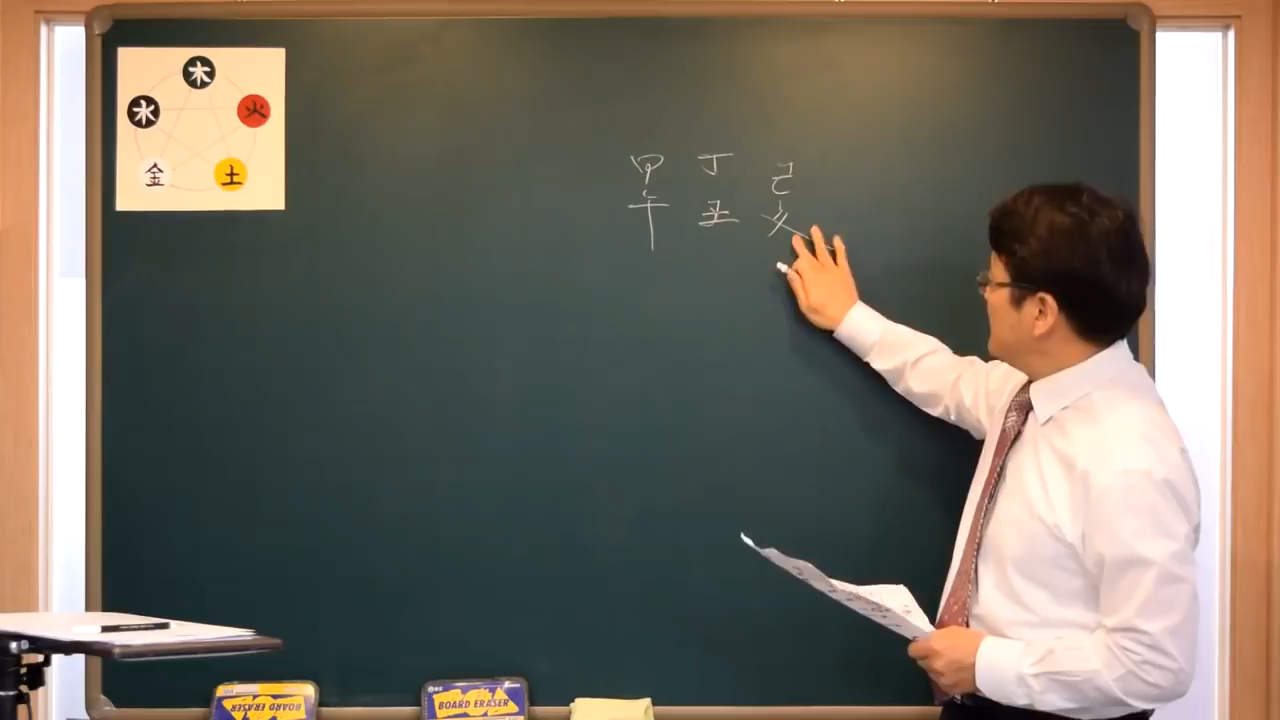 木
水 火
金 土
甲 丁 己
午 丑 亥
BOARD ERASER
BOARD ERASER